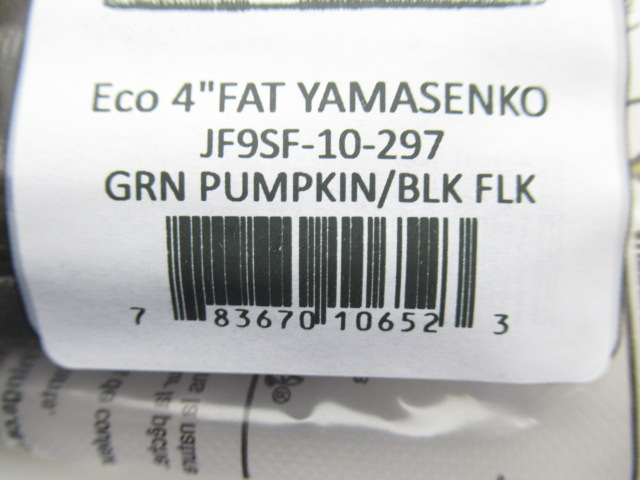 Eco 4"FAT YAMASENKO
JF9SF-10-297
GRN PUMPKIN/BLK FLK
7 83670 10652 3
®